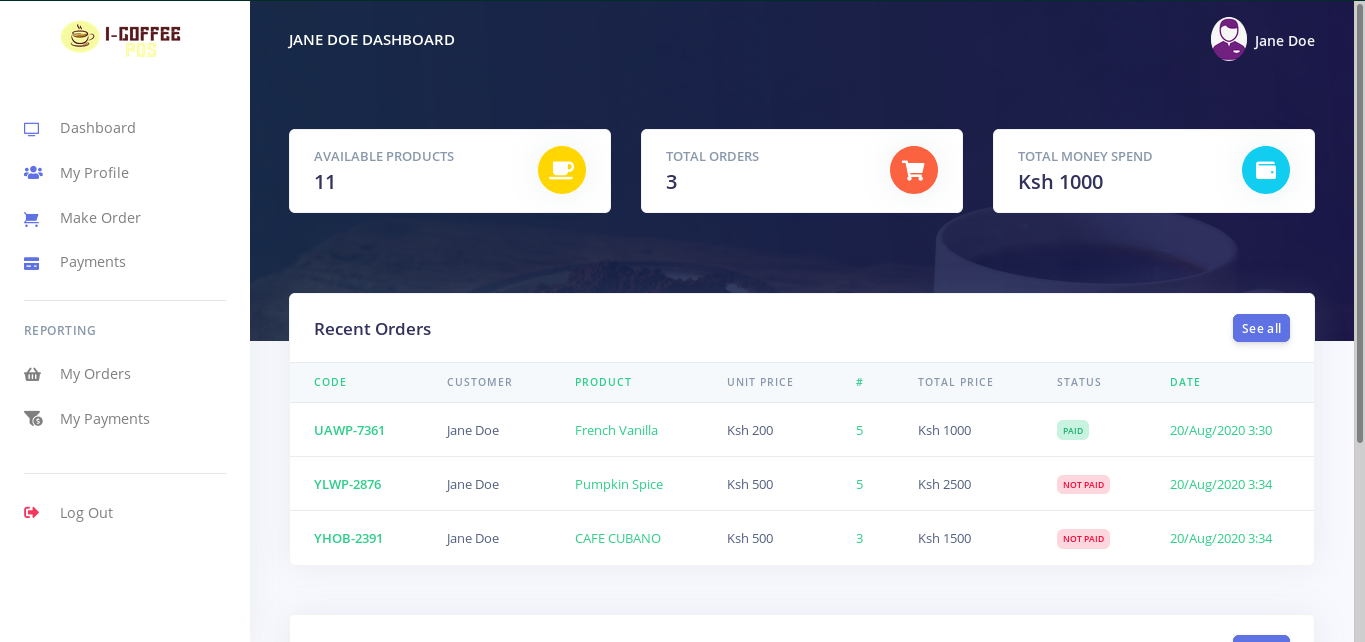 I-COFFEE
POS
JANE DOE DASHBOARD
Jane Doe
Dashboard
My Profile
Make Order
Payments
REPORTING
My Orders
My Payments
Log Out
AVAILABLE PRODUCTS
11
TOTAL ORDERS
3
TOTAL MONEY SPEND
Ksh 1000
Recent Orders
See all
CODE CUSTOMER PRODUCT UNIT PRICE # TOTAL PRICE STATUS DATE
UAWP-7361 Jane Doe French Vanilla Ksh 200 5 Ksh 1000 PAID 20/Aug/2020 3:30
YLWP-2876 Jane Doe Pumpkin Spice Ksh 500 5 Ksh 2500 NOT PAID 20/Aug/2020 3:34
YHOB-2391 Jane Doe CAFE CUBANO Ksh 500 3 Ksh 1500 NOT PAID 20/Aug/2020 3:34